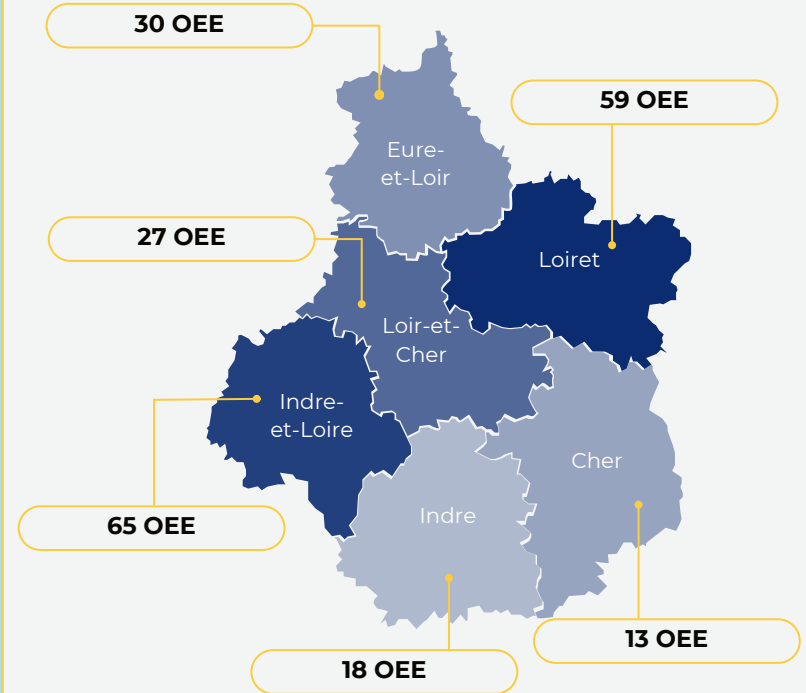 30 OEE
59 OEE
Eure-
et-Loir
27 OEE
Loiret
Loir-et-
Cher
Indre-
et-Loire
Cher
Indre
65 OEE
13 OEE
18 OEE